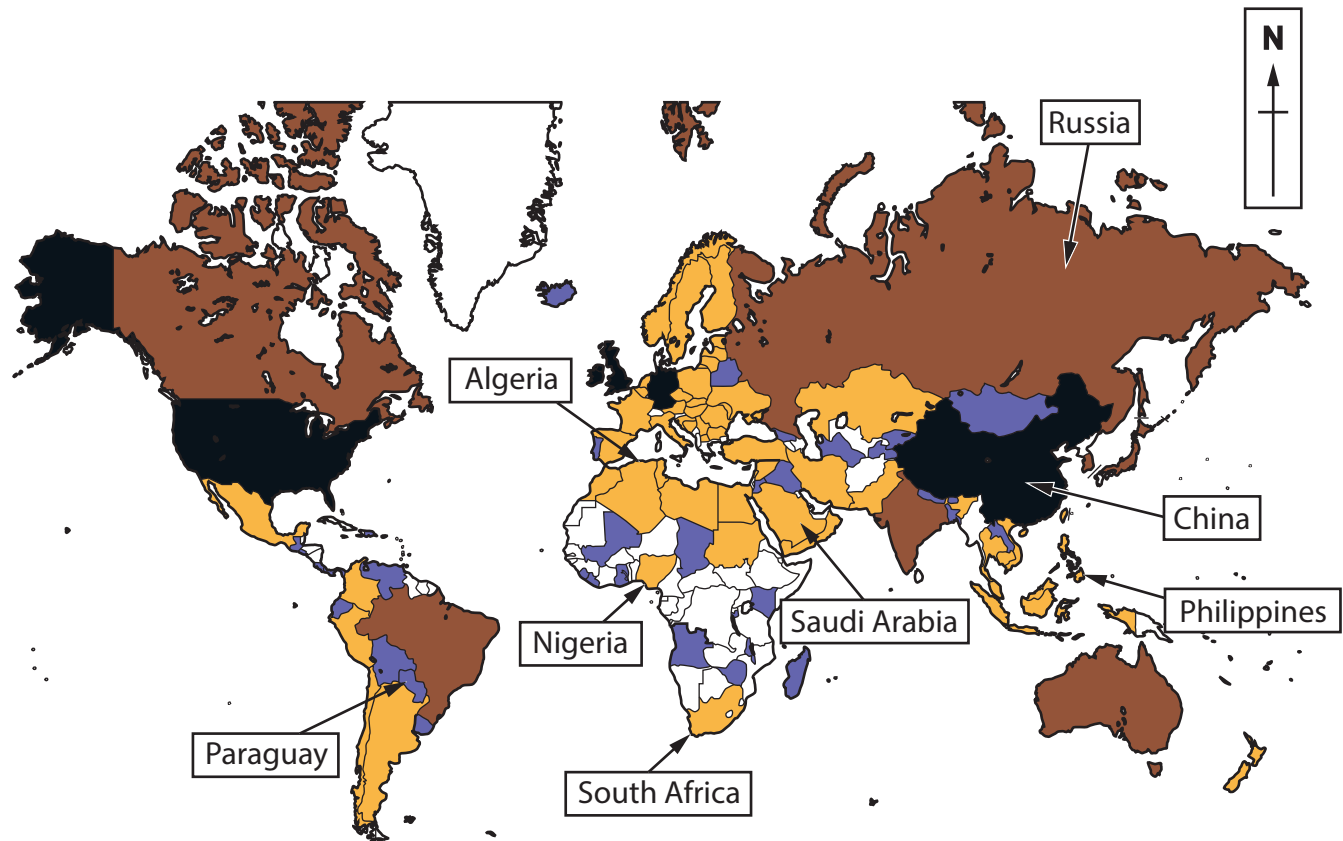 N
Russia
Algeria
China
Philippines
Saudi Arabia
Nigeria
Paraguay
South Africa